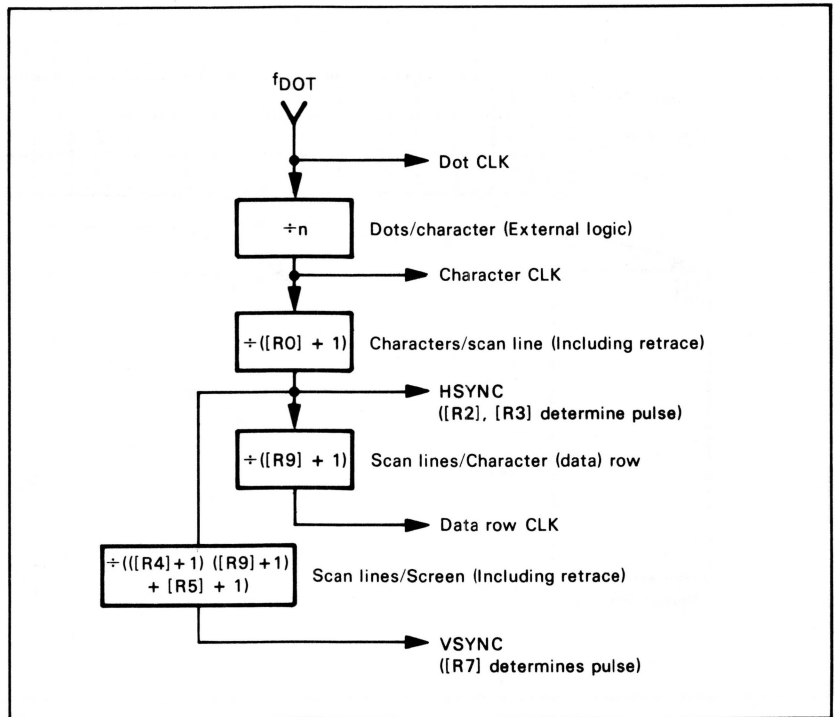 fDOT
Dot CLK
÷n
Dots/character (External logic)
Character CLK
÷([R0] + 1)
Characters/scan line (Including retrace)
HSYNC
([R2], [R3] determine pulse)
÷([R9] + 1)
Scan lines/Character (data) row
Data row CLK
÷(([R4]+1) ([R9]+1)
+ [R5] + 1)
Scan lines/Screen (Including retrace)
VSYNC
([R7] determines pulse)